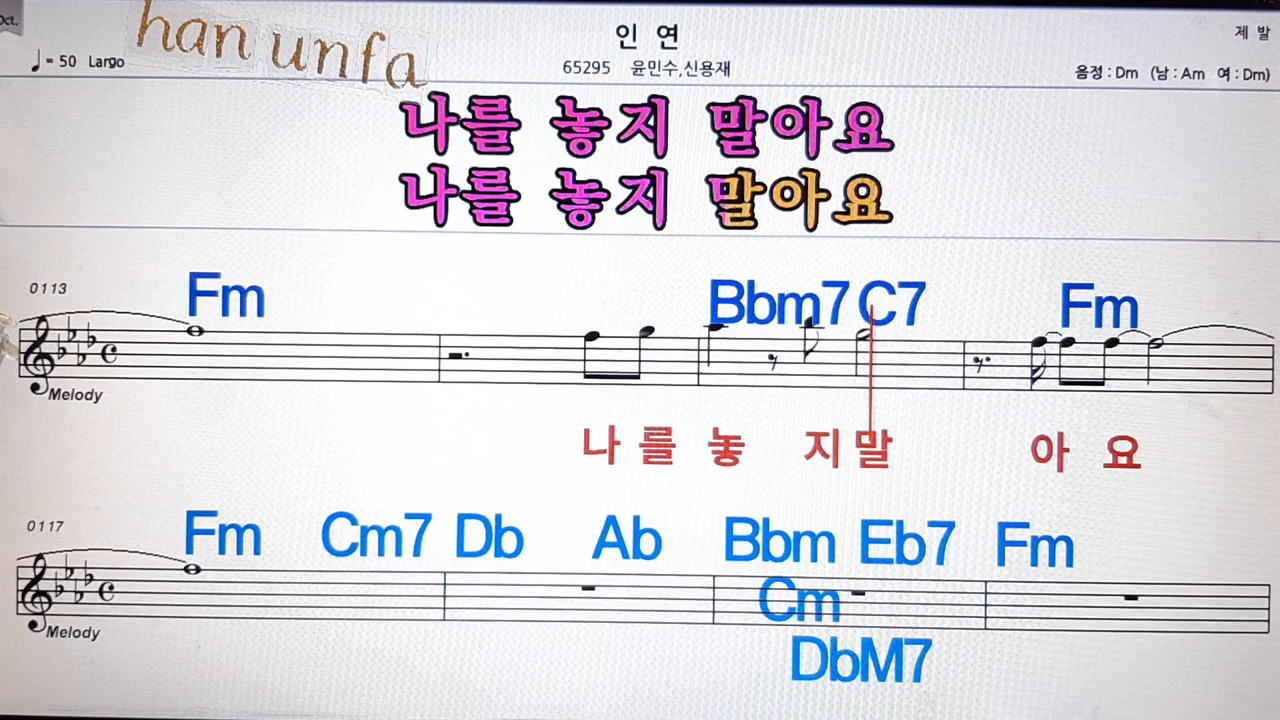 Oct.
han unfa
♩= 50 Largo
인 연
65295 윤민수,신용재
제 발
음정 : Dm (남 : Am 여 : Dm)
나를 놓지 말아요
나를 놓지 말아요
0113
Fm Bbm7 C7 Fm
Melody
나 를 놓 지 말 아 요
0117
Fm Cm7 Db Ab Bbm Eb7 Fm
Cm
Melody
DbM7